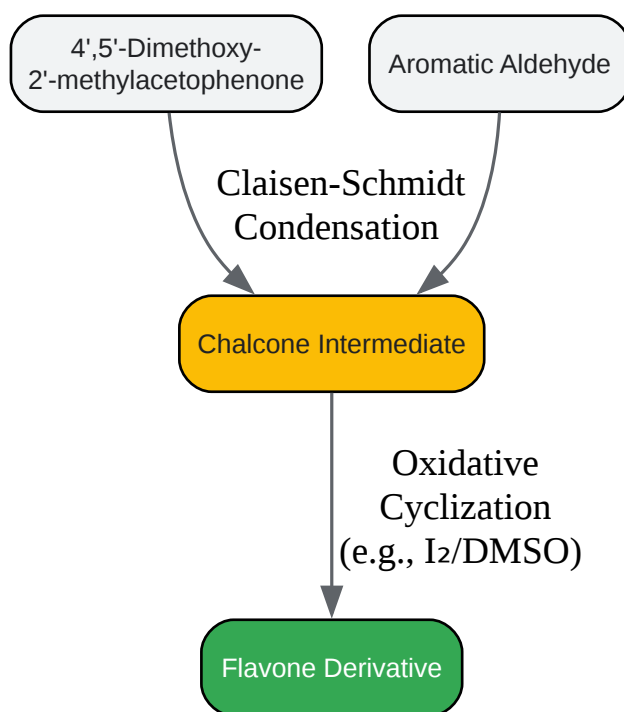 4',5'-Dimethoxy-
2'-methylacetophenone
Aromatic Aldehyde
Claisen-Schmidt
Condensation
Chalcone Intermediate
Oxidative
Cyclization
(e.g., I₂/DMSO)
Flavone Derivative